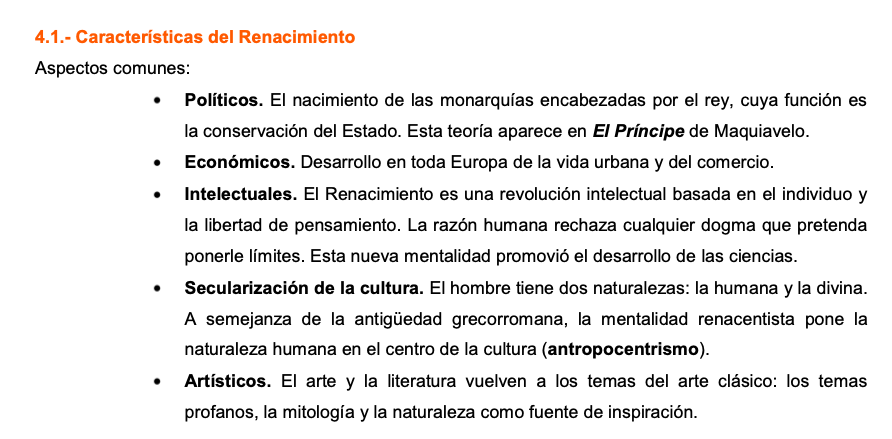 4.1.- Características del Renacimiento
Aspectos comunes:
• Políticos. El nacimiento de las monarquías encabezadas por el rey, cuya función es
la conservación del Estado. Esta teoría aparece en El Príncipe de Maquiavelo.
• Económicos. Desarrollo en toda Europa de la vida urbana y del comercio.
• Intelectuales. El Renacimiento es una revolución intelectual basada en el individuo y
la libertad de pensamiento. La razón humana rechaza cualquier dogma que pretenda
ponerle límites. Esta nueva mentalidad promovió el desarrollo de las ciencias.
• Secularización de la cultura. El hombre tiene dos naturalezas: la humana y la divina.
A semejanza de la antigüedad grecorromana, la mentalidad renacentista pone la
naturaleza humana en el centro de la cultura (antropocentrismo).
• Artísticos. El arte y la literatura vuelven a los temas del arte clásico: los temas
profanos, la mitología y la naturaleza como fuente de inspiración.